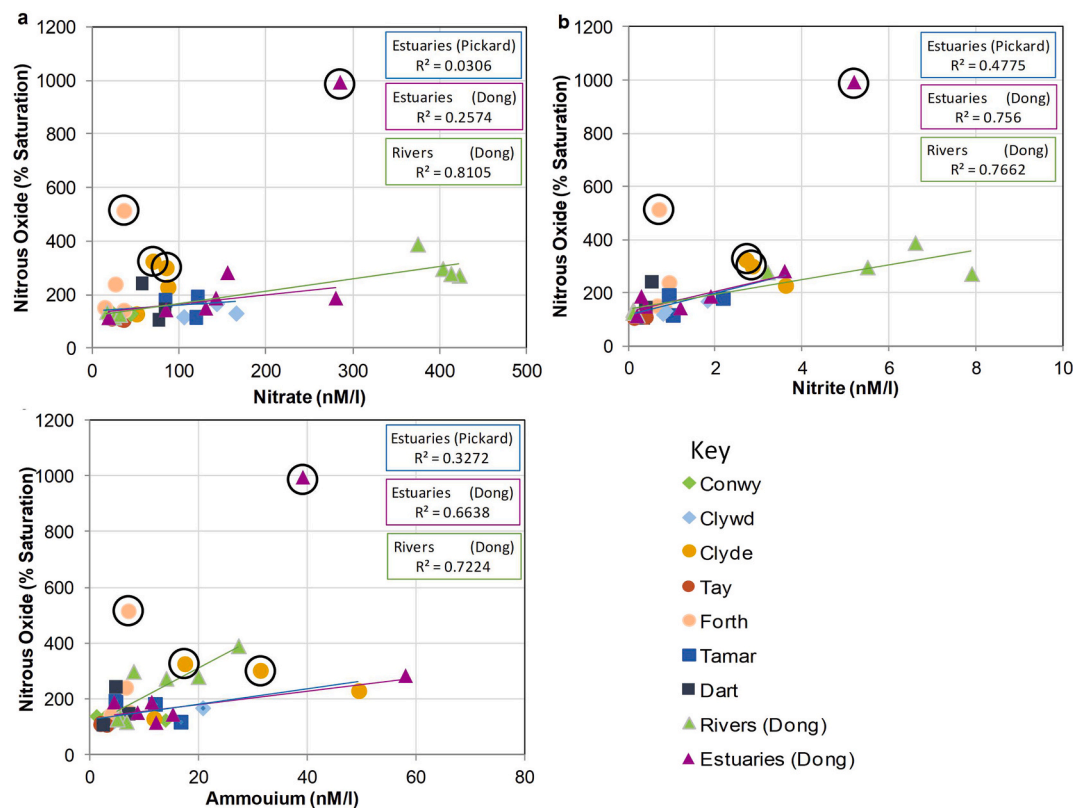 a
1200
1000
800
600
400
200
0
Nitrous Oxide (% Saturation)
Estuaries (Pickard)
R² = 0.0306
Estuaries (Dong)
R² = 0.2574
Rivers (Dong)
R² = 0.8105
0 100 200 300 400 500
Nitrate (nM/l)
b
1200
1000
800
600
400
200
0
Nitrous Oxide (% Saturation)
Estuaries (Pickard)
R² = 0.4775
Estuaries (Dong)
R² = 0.756
Rivers (Dong)
R² = 0.7662
0 2 4 6 8 10
Nitrite (nM/l)
1200
1000
800
600
400
200
0
Nitrous Oxide (% Saturation)
Estuaries (Pickard)
R² = 0.3272
Estuaries (Dong)
R² = 0.6638
Rivers (Dong)
R² = 0.7224
0 20 40 60 80
Ammouium (nM/l)
Key
Conwy
Clywd
Clyde
Tay
Forth
Tamar
Dart
Rivers (Dong)
Estuaries (Dong)